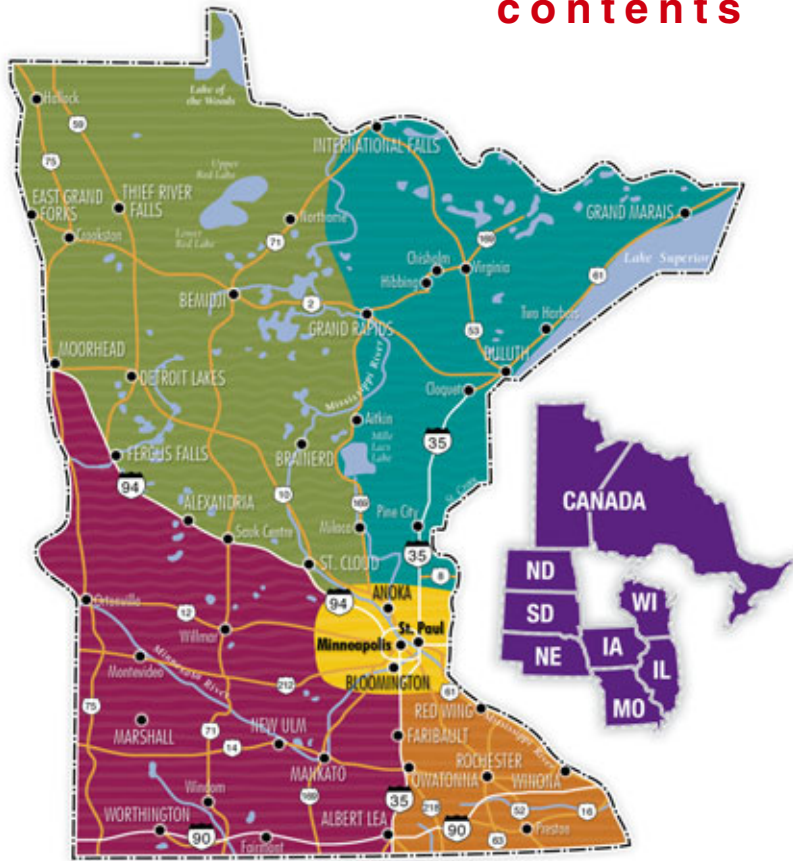 contents
Lake of
the Woods
Hallock
59
75
INTERNATIONAL FALLS
Upper
Red Lake
EAST GRAND
FORKS
THIEF RIVER
FALLS
Northome
GRAND MARAIS
Crookston
Lower
Red Lake
71
169
Lake Superior
Chisholm
Virginia
Hibbing
61
BEMIDJI
2
GRAND RAPIDS
53
Two Harbors
MOORHEAD
DULUTH
DETROIT LAKES
Mississippi River
Cloquet
Aitkin
35
Mille
Lacs
Lake
FERGUS FALLS
BRAINERD
94
10
St. Croix
CANADA
ALEXANDRIA
169
Pine City
Sauk Centre
Milaca
35
ST. CLOUD
8
ND
ANOKA
94
WI
Ortonville
12
SD
St. Paul
Willmar
Minneapolis
IA
NE
Montevideo
Minnesota River
IL
BLOOMINGTON
212
61
MO
75
RED WING
Mississippi River
MARSHALL
71
NEW ULM
FARIBAULT
14
ROCHESTER
MANKATO
OWATONNA
WINONA
Windom
169
35
218
52
16
WORTHINGTON
ALBERT LEA
90
90
Preston
Fairmont
63